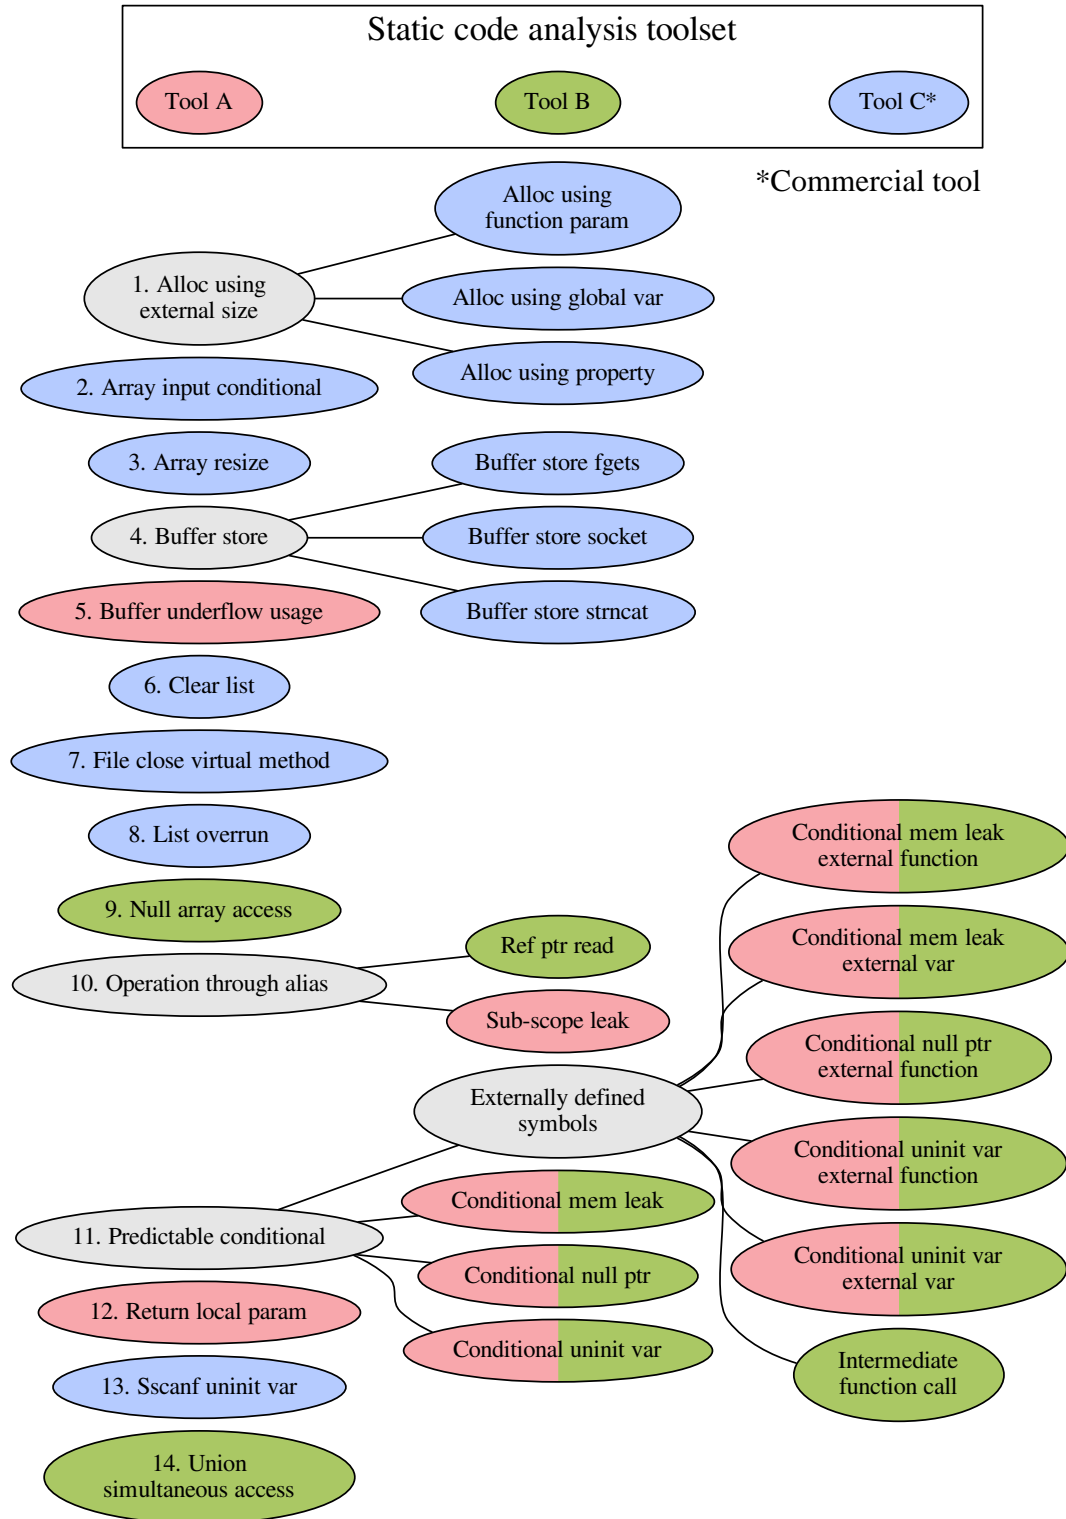 Static code analysis toolset
Tool A
Tool B
Tool C*
*Commercial tool
Alloc using
function param
1. Alloc using
external size
Alloc using global var
Alloc using property
2. Array input conditional
3. Array resize
Buffer store fgets
4. Buffer store
Buffer store socket
Buffer store strncat
5. Buffer underflow usage
6. Clear list
7. File close virtual method
8. List overrun
Conditional mem leak
external function
9. Null array access
Ref ptr read
Conditional mem leak
external var
10. Operation through alias
Sub-scope leak
Conditional null ptr
external function
Externally defined
symbols
Conditional uninit var
external function
Conditional mem leak
11. Predictable conditional
Conditional null ptr
Conditional uninit var
external var
12. Return local param
Conditional uninit var
Intermediate
function call
13. Sscanf uninit var
14. Union
simultaneous access